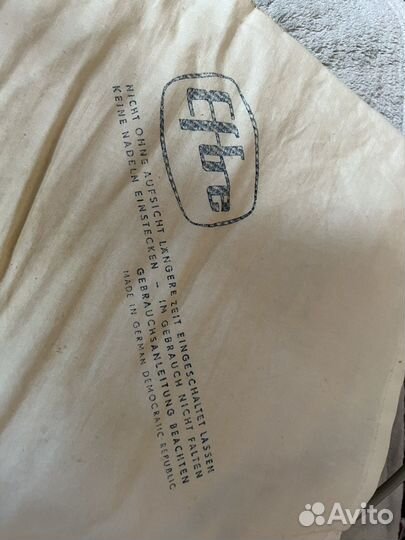 Efbe
NICHT OHNE AUFSICHT LÄNGERE ZEIT EINGESCHALTET LASSEN
KEINE NADELN EINSTECKEN – IM GEBRAUCH NICHT FALTEN
GEBRAUCHSANLEITUNG BEACHTEN
MADE IN GERMAN DEMOCRATIC REPUBLIC
Avito